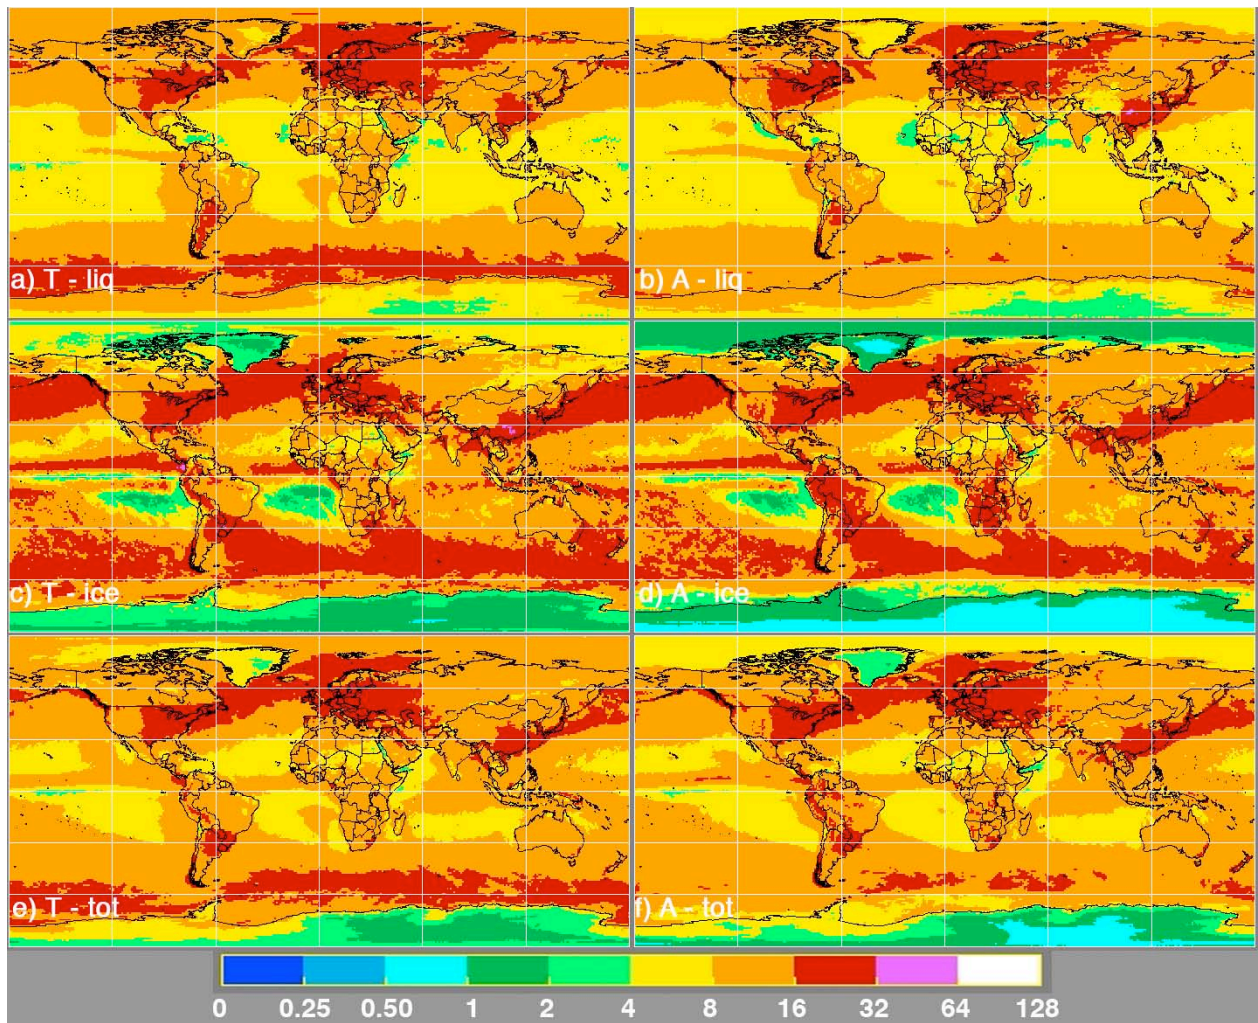 a) T - liq
b) A - liq
c) T - ice
d) A - ice
e) T - tot
f) A - tot
0 0.25 0.50 1 2 4 8 16 32 64 128